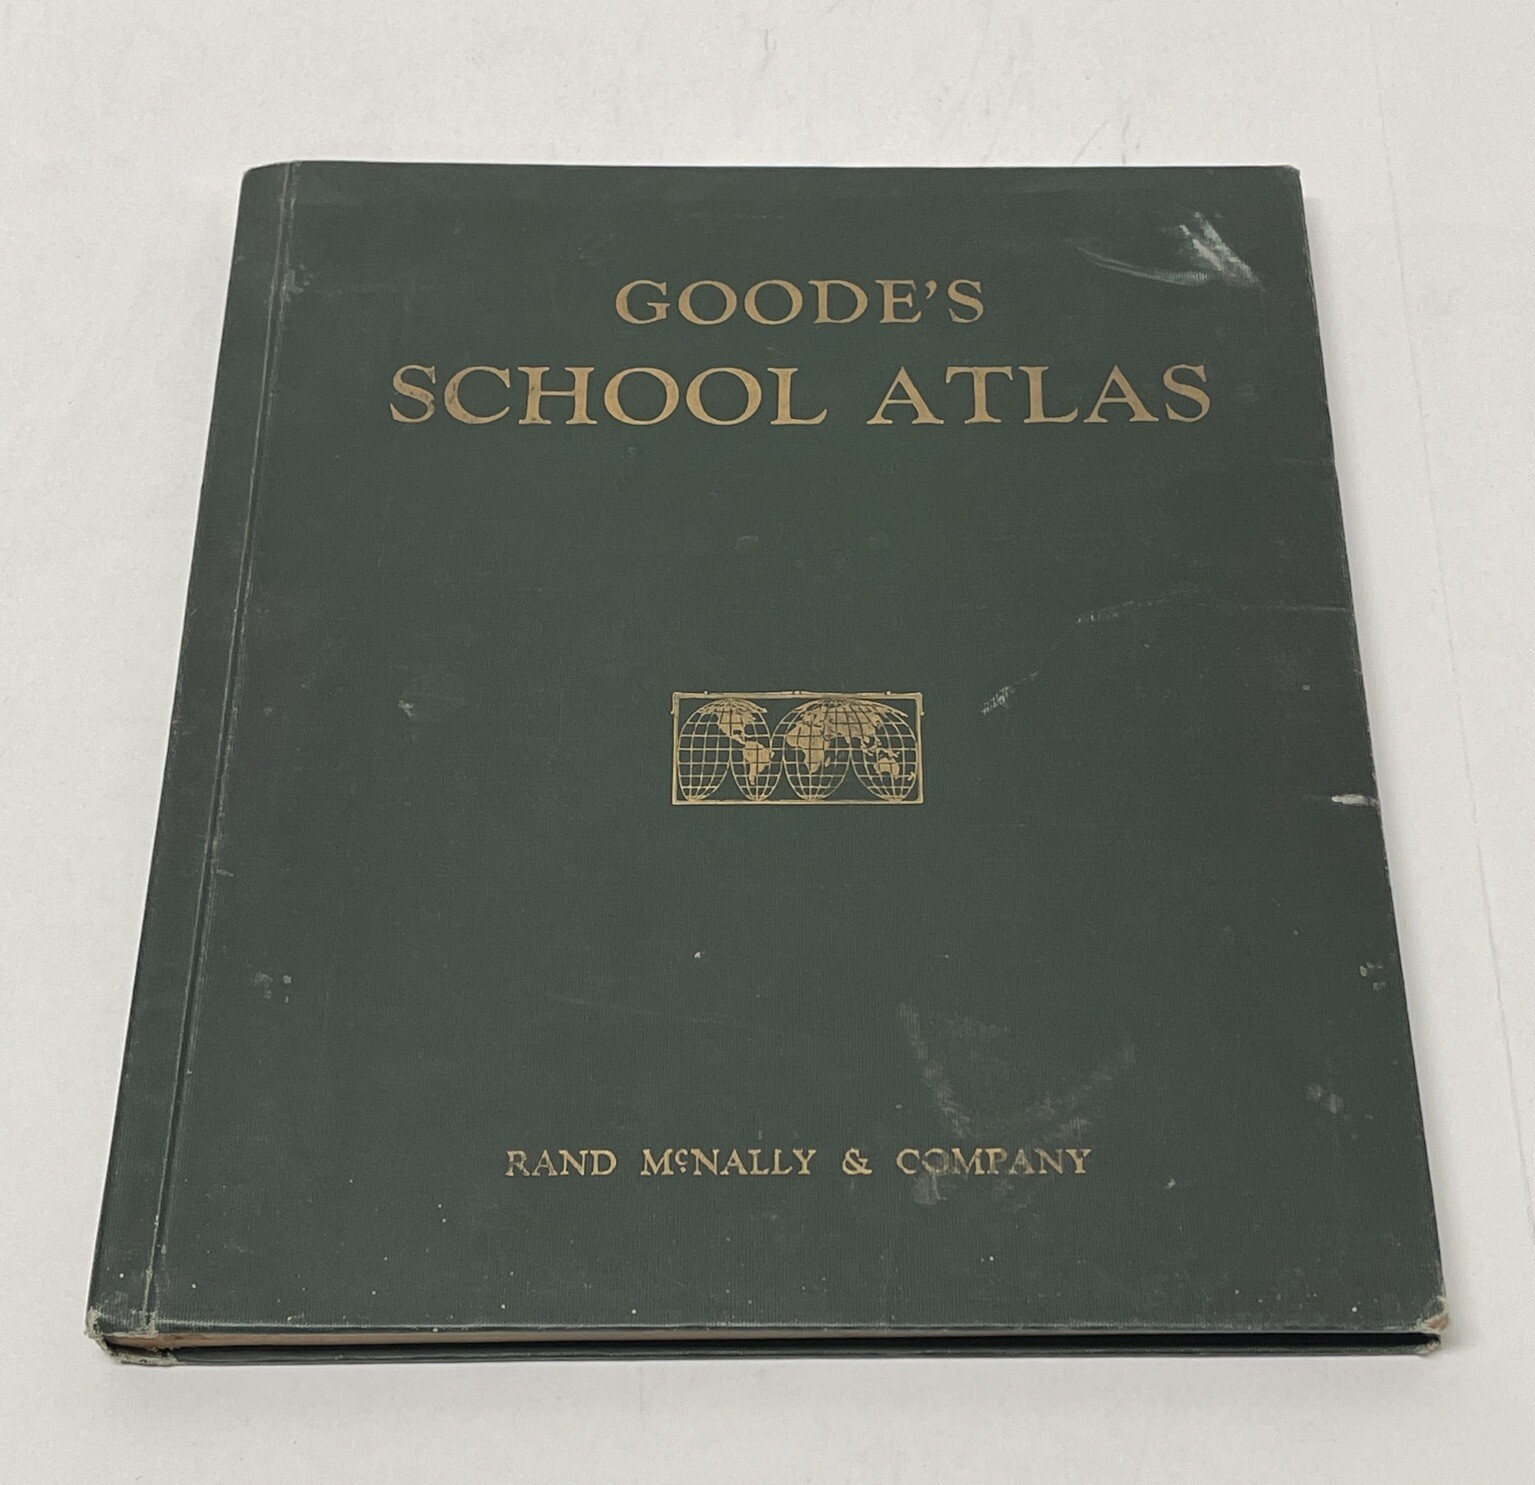 GOODE'S
SCHOOL ATLAS
RAND McNALLY & COMPANY